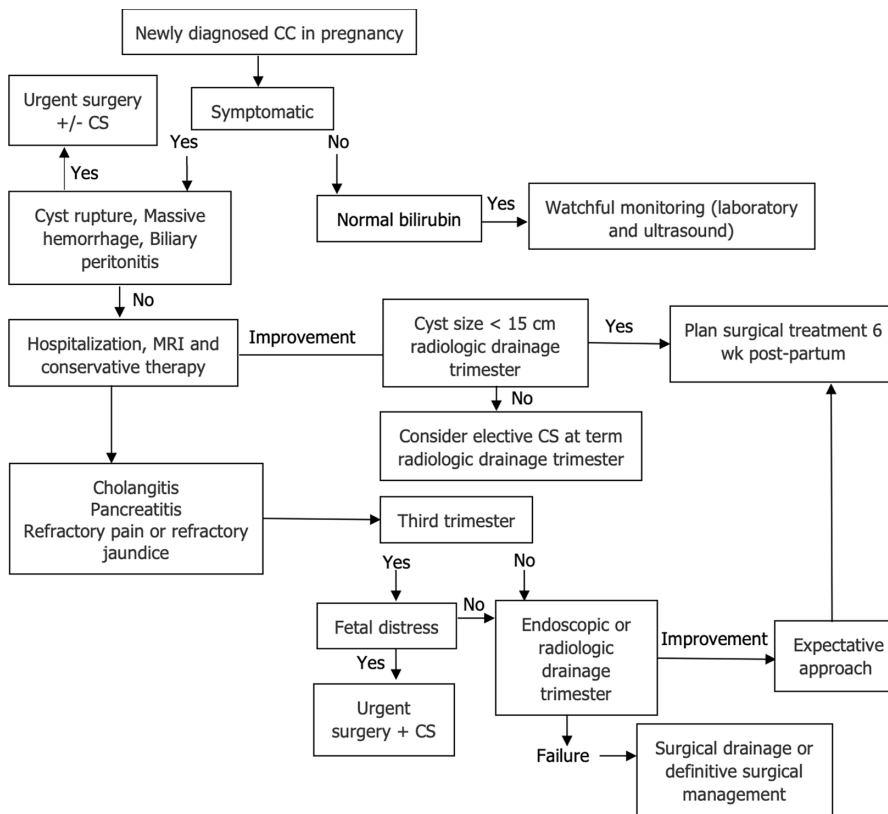 Newly diagnosed CC in pregnancy
Urgent surgery
+/- CS
Symptomatic
Yes
No
Yes
Cyst rupture, Massive
hemorrhage, Biliary
peritonitis
Normal bilirubin
Yes
Watchful monitoring (laboratory
and ultrasound)
No
Hospitalization, MRI and
conservative therapy
Improvement
Cyst size < 15 cm
radiologic drainage
trimester
Yes
Plan surgical treatment 6
wk post-partum
No
Consider elective CS at term
radiologic drainage trimester
Cholangitis
Pancreatitis
Refractory pain or refractory
jaundice
Third trimester
Yes
No
Fetal distress
No
Endoscopic or
radiologic
drainage
trimester
Improvement
Expectative
approach
Yes
Urgent
surgery + CS
Failure
Surgical drainage or
definitive surgical
management